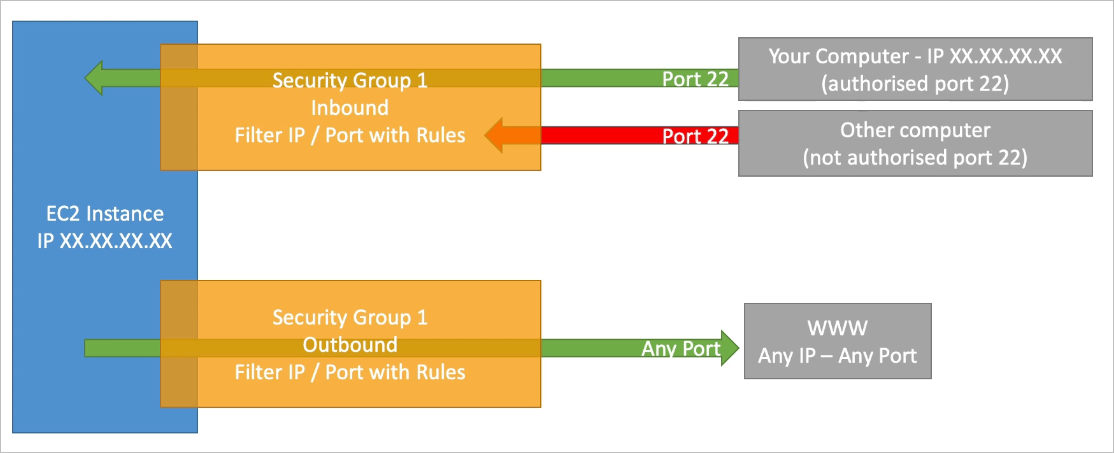 Security Group 1
Inbound
Filter IP / Port with Rules
Port 22
Your Computer - IP XX.XX.XX.XX
(authorised port 22)
Port 22
Other computer
(not authorised port 22)
EC2 Instance
IP XX.XX.XX.XX
Security Group 1
Outbound
Filter IP / Port with Rules
Any Port
WWW
Any IP – Any Port